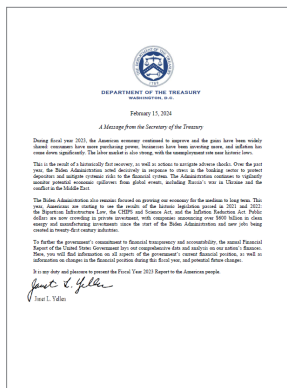 DEPARTMENT OF THE TREASURY
WASHINGTON, D.C.
February 15, 2024
A Message from the Secretary of the Treasury
During fiscal year 2023, the American economy continued to improve and the gains have been widely
shared: consumers have more purchasing power, businesses have been investing more, and inflation has
come down significantly. The labor market is also strong, with the unemployment rate near historic lows.
This is the result of a historically fast recovery, as well as actions to mitigate adverse shocks. Over the past
year, the Biden Administration acted decisively in response to stress in the banking sector to protect
depositors and mitigate systemic risks to the financial system. The Administration continues to vigilantly
monitor potential economic spillovers from global events, including Russia's war in Ukraine and the
conflict in the Middle East.
The Biden Administration also remains focused on growing our economy for the medium to long term. This
year, Americans are starting to see the results of the historic legislation passed in 2021 and 2022:
the Bipartisan Infrastructure Law, the CHIPS and Science Act, and the Inflation Reduction Act. Public
dollars are now crowding in private investment, with companies announcing over $600 billion in clean
energy and manufacturing investments since the start of the Biden Administration and new jobs being
created in twenty-first century industries.
To further the government's commitment to financial transparency and accountability, the annual Financial
Report of the United States Government lays out comprehensive data and analysis on our nation's finances.
Here, you will find information on all aspects of the government's current financial position, as well as
information on changes in the financial position during this fiscal year, and potential future changes.
It is my duty and pleasure to present the Fiscal Year 2023 Report to the American people.
Janet L. Yellen
Janet L. Yellen